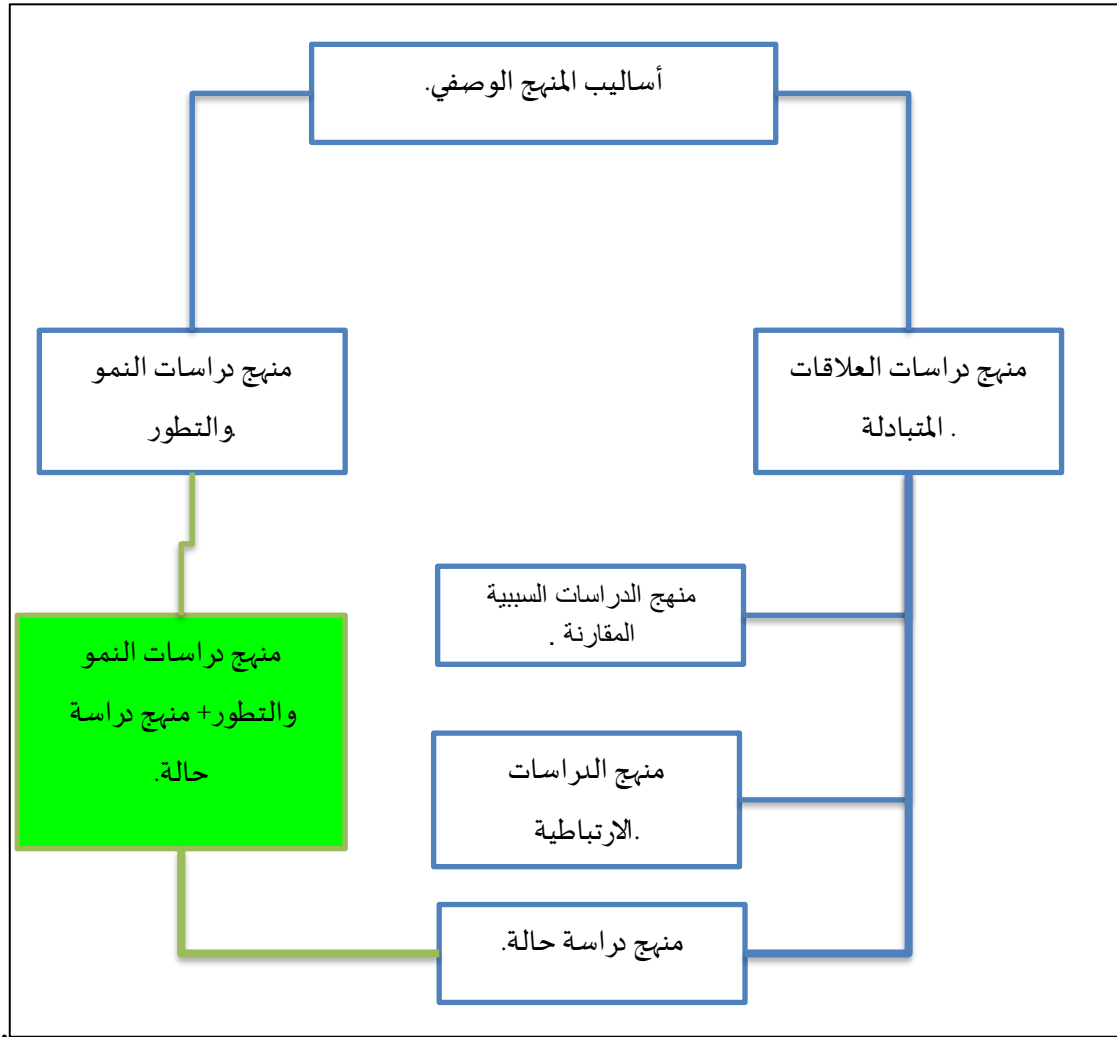 أساليب المنهج الوصفي.
منهج دراسات العلاقات
المتبادلة .
منهج دراسات النمو
والتطور.
منهج الدراسات السببية
المقارنة .
منهج الدراسات
الارتباطية.
منهج دراسة حالة.
منهج دراسات النمو
والتطور+ منهج دراسة
حالة.